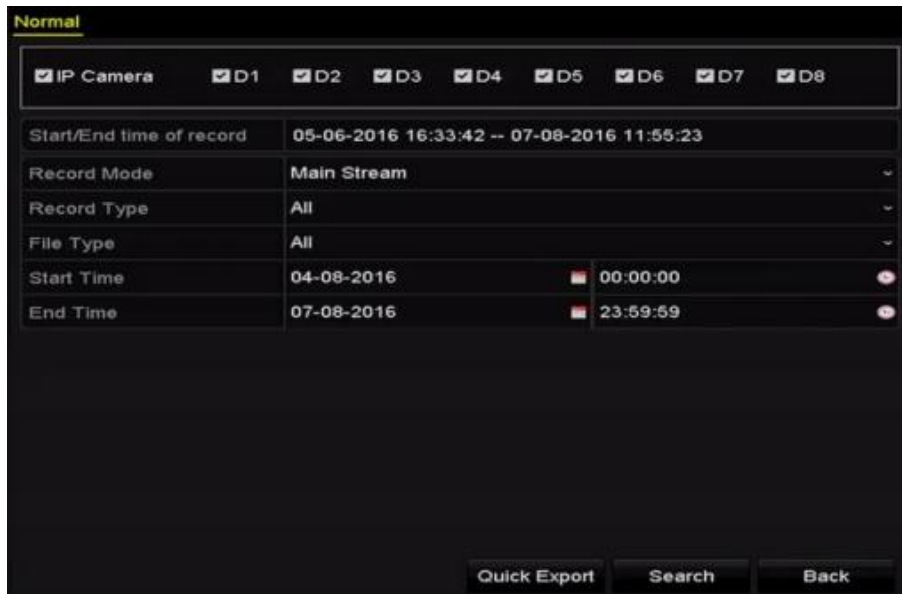 Normal
IP Camera D1 D2 D3 D4 D5 D6 D7 D8
Start/End time of record 05-06-2016 16:33:42 -- 07-08-2016 11:55:23
Record Mode Main Stream
Record Type All
File Type All
Start Time 04-08-2016 00:00:00
End Time 07-08-2016 23:59:59
Quick Export Search Back